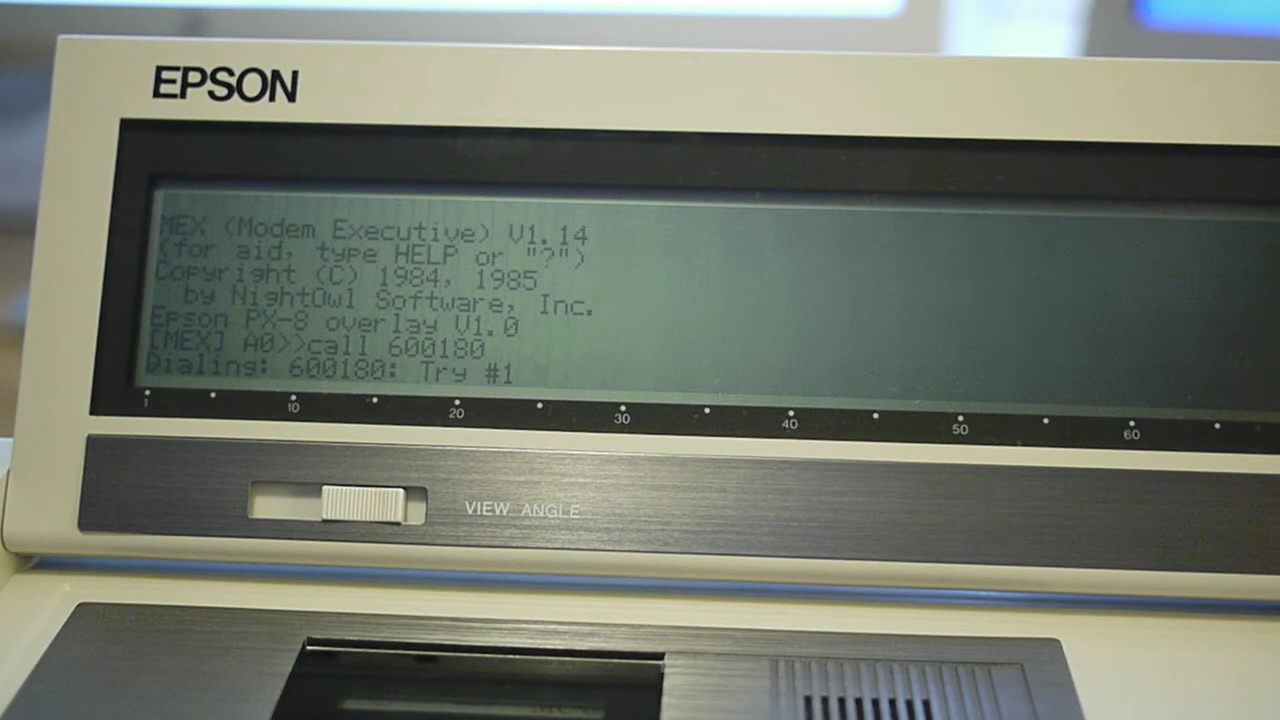 EPSON
MEX (Modem Executive) V1.14
(for aid, type HELP or "?")
Copyright (C) 1984, 1985
by NightOwl Software, Inc.
Epson PX-8 overlay V1.0
[MEX] A0>>call 600180
Dialing: 600180: Try #1
1 10 20 30 40 50 60
VIEW ANGLE